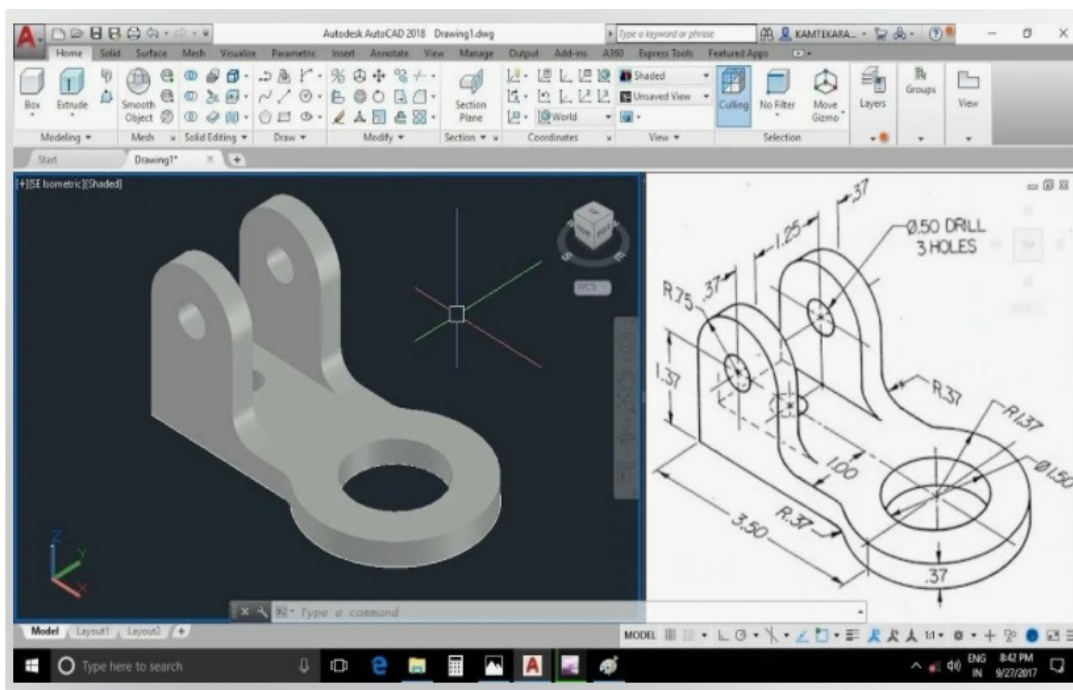 Autodesk AutoCAD 2018 Drawing1.dwg
Type a keyword or phrase
KAMTEKARA...
Home Solid Surface Mesh Visualize Parametric Insert Annotate View Manage Output Add-ins A360 Express Tools Featured Apps
Box
Extrude
Smooth
Object
Section
Plane
World
Shaded
Unsaved View
Culling
No Filter
Move
Gizmo
Layers
Groups
View
Modeling
Mesh
Solid Editing
Draw
Modify
Section
Coordinates
View
Selection
Start
Drawing1*
[+][SE Isometric][Shaded]
S
E
WCS
Z
Y
X
.37
1.25
Ø.50 DRILL
3 HOLES
.37
R.75
1.37
R.37
R1.37
1.00
Ø1.50
3.50
R.37
.37
Type a command
Model Layout1 Layout2 +
MODEL
1:1
Type here to search
ENG
IN
8:42 PM
9/27/2017